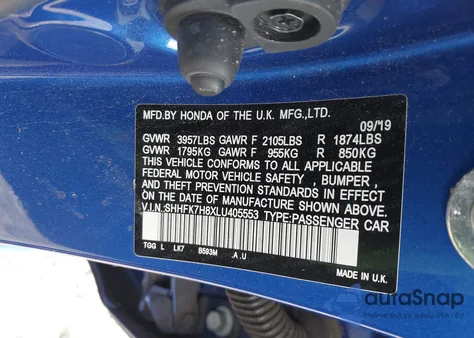 MFD.BY HONDA OF THE U.K. MFG.,LTD.
09/19
GVWR 3957LBS GAWR F 2105LBS R 1874LBS
GVWR 1795KG GAWR F 955KG R 850KG
THIS VEHICLE CONFORMS TO ALL APPLICABLE
FEDERAL MOTOR VEHICLE SAFETY , BUMPER ,
AND THEFT PREVENTION STANDARDS IN EFFECT
ON THE DATE OF MANUFACTURE SHOWN ABOVE.
V.I.N.:SHHFK7H8XLU405553 TYPE:PASSENGER CAR
TGG L LK7 B593M .A.U
MADE IN U.K.
autoSnap